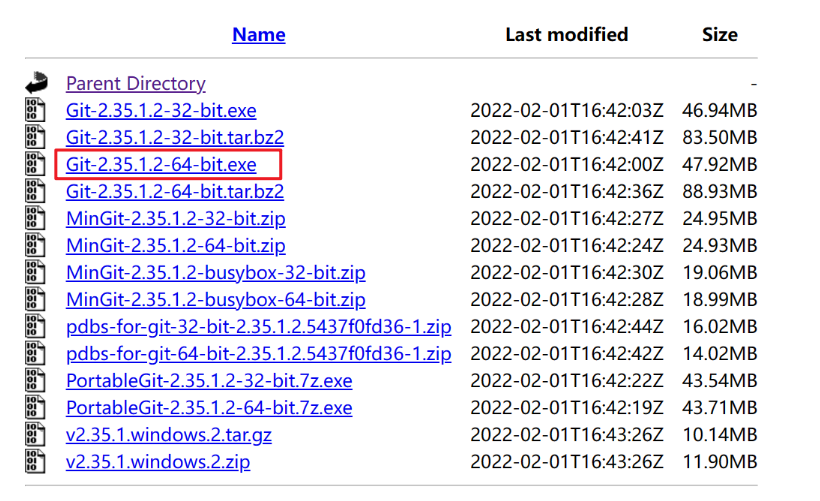 Name Last modified Size
Parent Directory -
Git-2.35.1.2-32-bit.exe 2022-02-01T16:42:03Z 46.94MB
Git-2.35.1.2-32-bit.tar.bz2 2022-02-01T16:42:41Z 83.50MB
Git-2.35.1.2-64-bit.exe 2022-02-01T16:42:00Z 47.92MB
Git-2.35.1.2-64-bit.tar.bz2 2022-02-01T16:42:36Z 88.93MB
MinGit-2.35.1.2-32-bit.zip 2022-02-01T16:42:27Z 24.95MB
MinGit-2.35.1.2-64-bit.zip 2022-02-01T16:42:24Z 24.93MB
MinGit-2.35.1.2-busybox-32-bit.zip 2022-02-01T16:42:30Z 19.06MB
MinGit-2.35.1.2-busybox-64-bit.zip 2022-02-01T16:42:28Z 18.99MB
pdbs-for-git-32-bit-2.35.1.2.5437f0fd36-1.zip 2022-02-01T16:42:44Z 16.02MB
pdbs-for-git-64-bit-2.35.1.2.5437f0fd36-1.zip 2022-02-01T16:42:42Z 14.02MB
PortableGit-2.35.1.2-32-bit.7z.exe 2022-02-01T16:42:22Z 43.54MB
PortableGit-2.35.1.2-64-bit.7z.exe 2022-02-01T16:42:19Z 43.71MB
v2.35.1.windows.2.tar.gz 2022-02-01T16:43:26Z 10.14MB
v2.35.1.windows.2.zip 2022-02-01T16:43:26Z 11.90MB